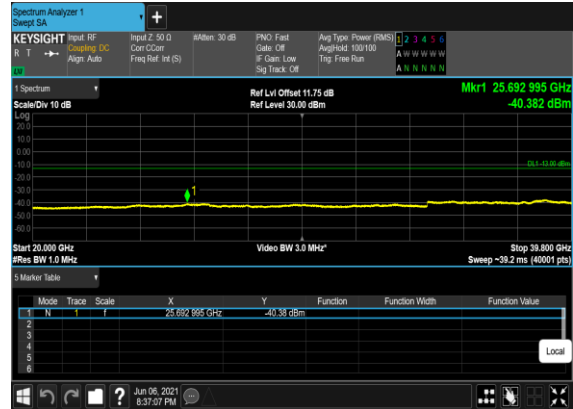 Spectrum Analyzer 1
Swept SA
+
KEYSIGHT Input: RF Input Z: 50 Ω #Atten: 30 dB PNO: Fast Avg Type: Power (RMS) 1 2 3 4 5 6
R T Coupling: DC Corr CCorr Gate: Off Avg|Hold: 100/100 A W W W W W
Align: Auto Freq Ref: Int (S) IF Gain: Low Trig: Free Run
LXI Sig Track: Off A N N N N N
1 Spectrum Ref Lvl Offset 11.75 dB Mkr1 25.692 995 GHz
Scale/Div 10 dB Ref Level 30.00 dBm -40.382 dBm
Log
20.0
10.0
0.00
-10.0 DL1 -13.00 dBm
-20.0
-30.0 1
-40.0
-50.0
-60.0
Start 20.000 GHz Video BW 3.0 MHz* Stop 39.800 GHz
#Res BW 1.0 MHz Sweep ~39.2 ms (40001 pts)
5 Marker Table
Mode Trace Scale X Y Function Function Width Function Value
1 N 1 f 25.692 995 GHz -40.38 dBm
2
3
4
5
6
Local
? Jun 06, 2021
8:37:07 PM